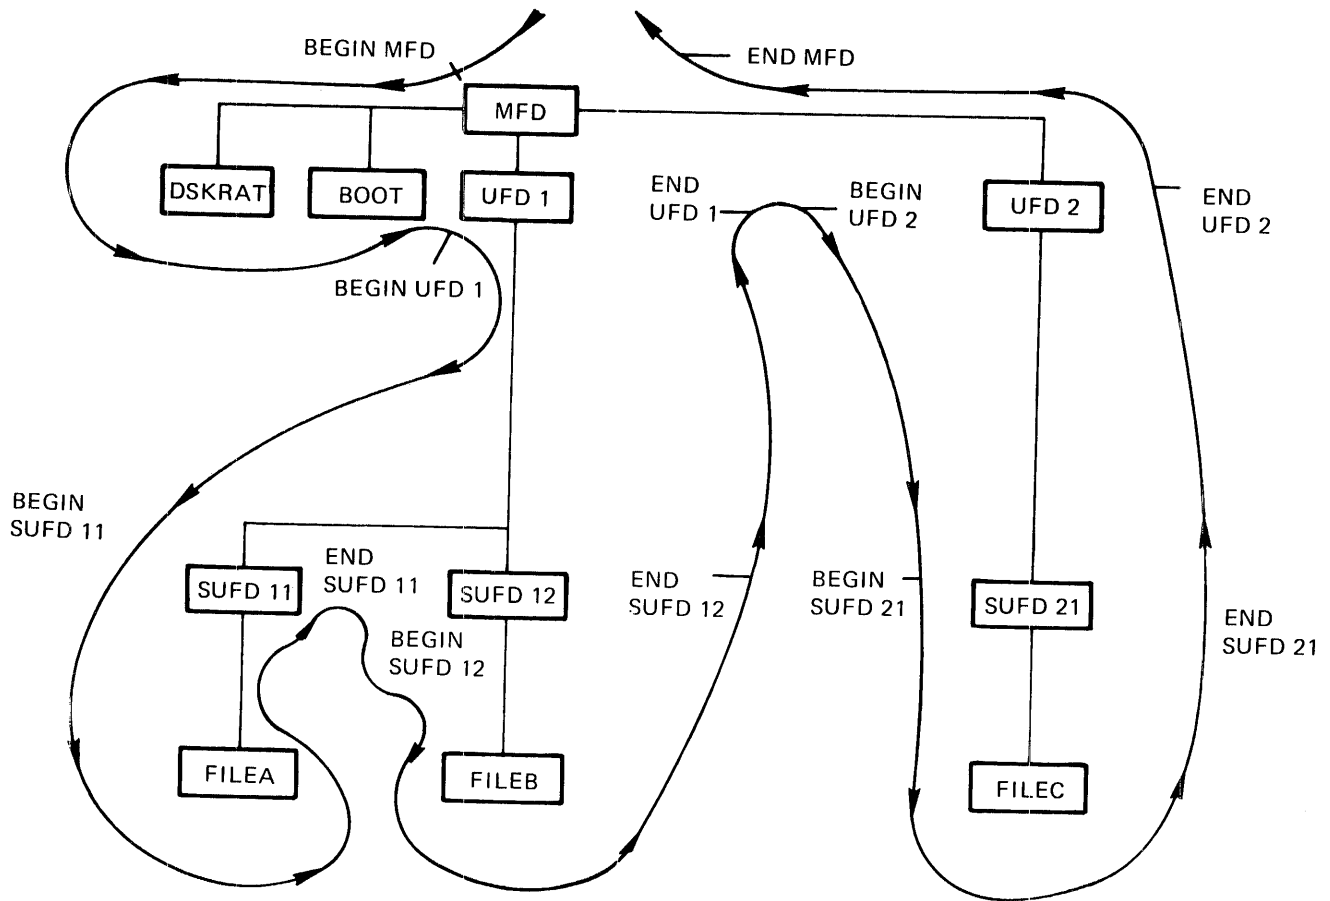 BEGIN MFD
END MFD
MFD
DSKRAT
BOOT
UFD 1
END
UFD 1
BEGIN
UFD 2
UFD 2
END
UFD 2
BEGIN UFD 1
BEGIN
SUFD 11
SUFD 11
END
SUFD 11
SUFD 12
BEGIN
SUFD 12
END
SUFD 12
BEGIN
SUFD 21
SUFD 21
END
SUFD 21
FILEA
FILEB
FILEC